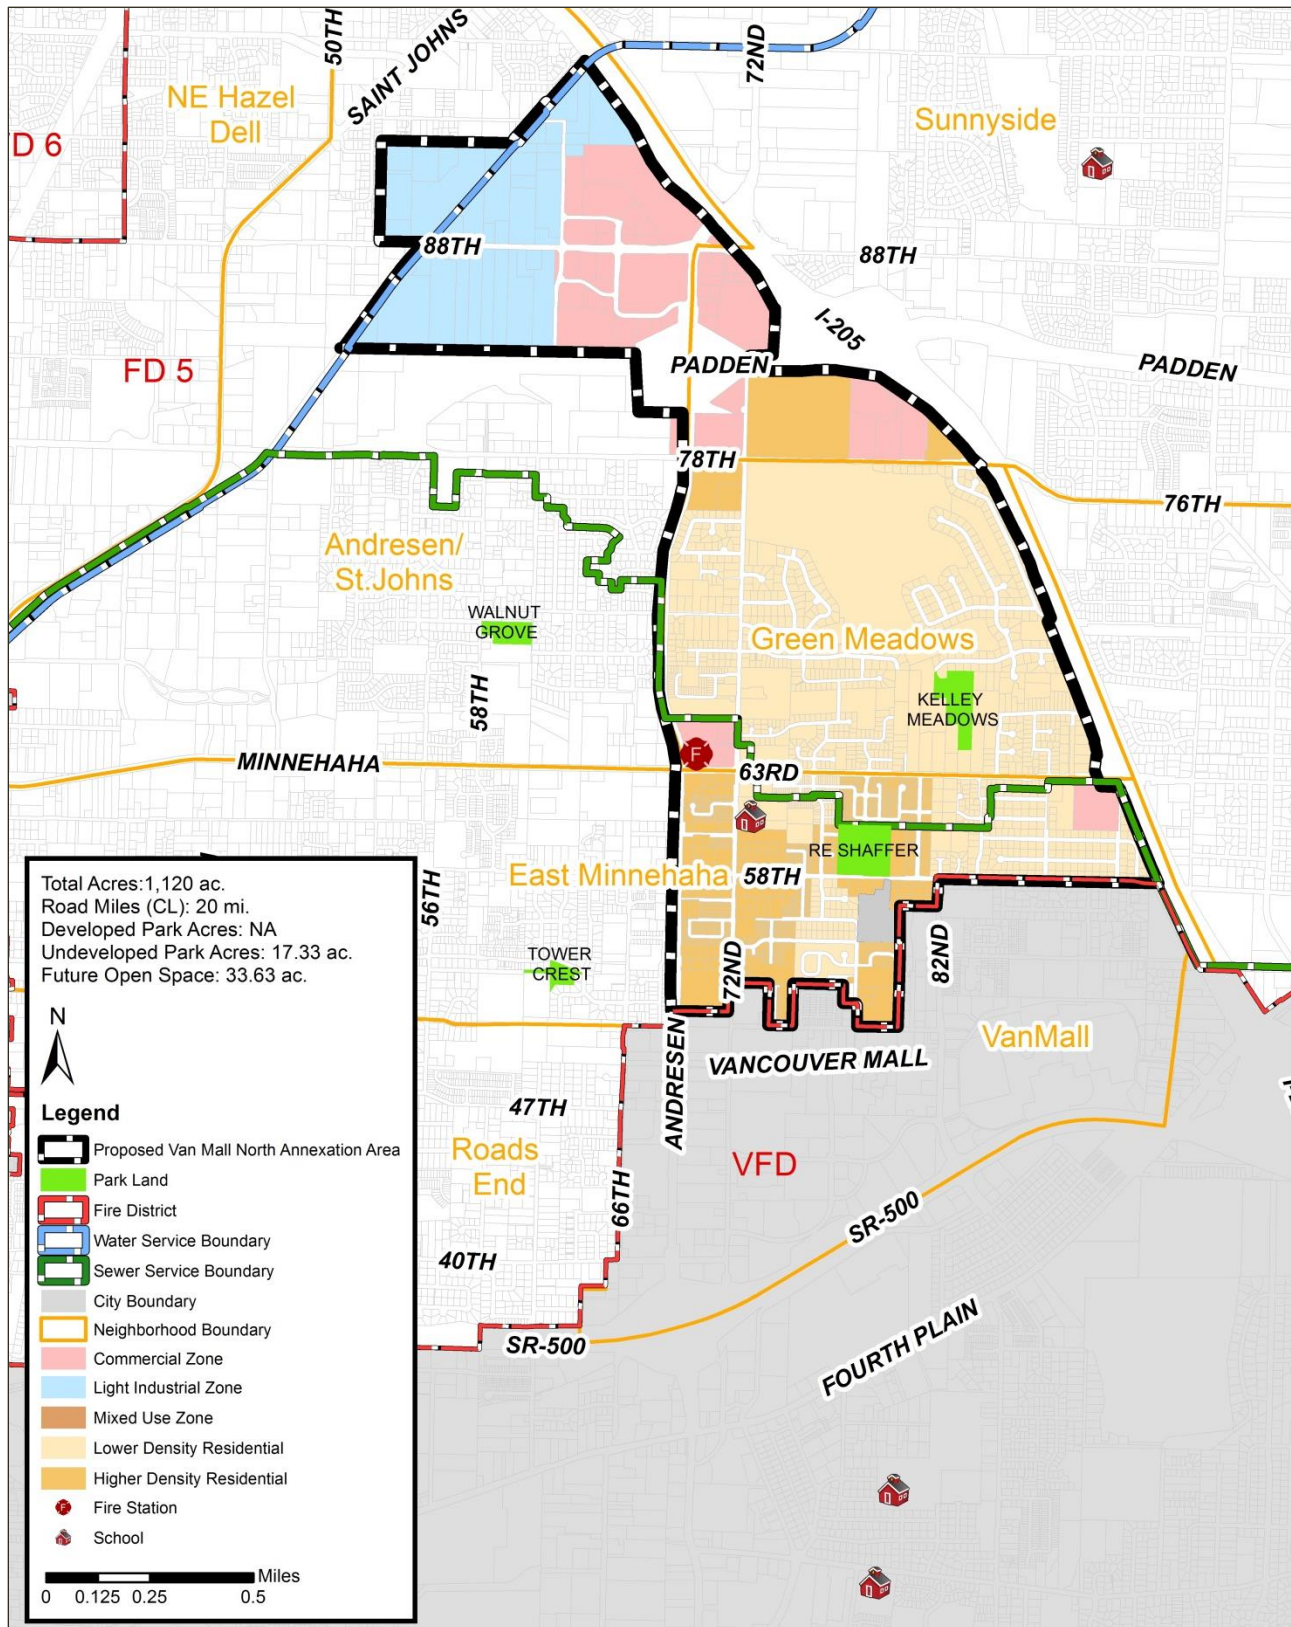 50TH
SAINT JOHNS
72ND
NE Hazel
Dell
Sunnyside
D 6
88TH
88TH
I-205
FD 5
PADDEN
PADDEN
78TH
76TH
Andresen/
St.Johns
WALNUT
GROVE
Green Meadows
58TH
KELLEY
MEADOWS
MINNEHAHA
F
63RD
RE SHAFFER
East Minnehaha
58TH
56TH
TOWER
CREST
72ND
82ND
ANDRESEN
VANCOUVER MALL
VanMall
47TH
Roads
End
VFD
66TH
SR-500
40TH
SR-500
FOURTH PLAIN
Total Acres:1,120 ac.
Road Miles (CL): 20 mi.
Developed Park Acres: NA
Undeveloped Park Acres: 17.33 ac.
Future Open Space: 33.63 ac.
N
Legend
Proposed Van Mall North Annexation Area
Park Land
Fire District
Water Service Boundary
Sewer Service Boundary
City Boundary
Neighborhood Boundary
Commercial Zone
Light Industrial Zone
Mixed Use Zone
Lower Density Residential
Higher Density Residential
F Fire Station
School
Miles
0 0.125 0.25 0.5